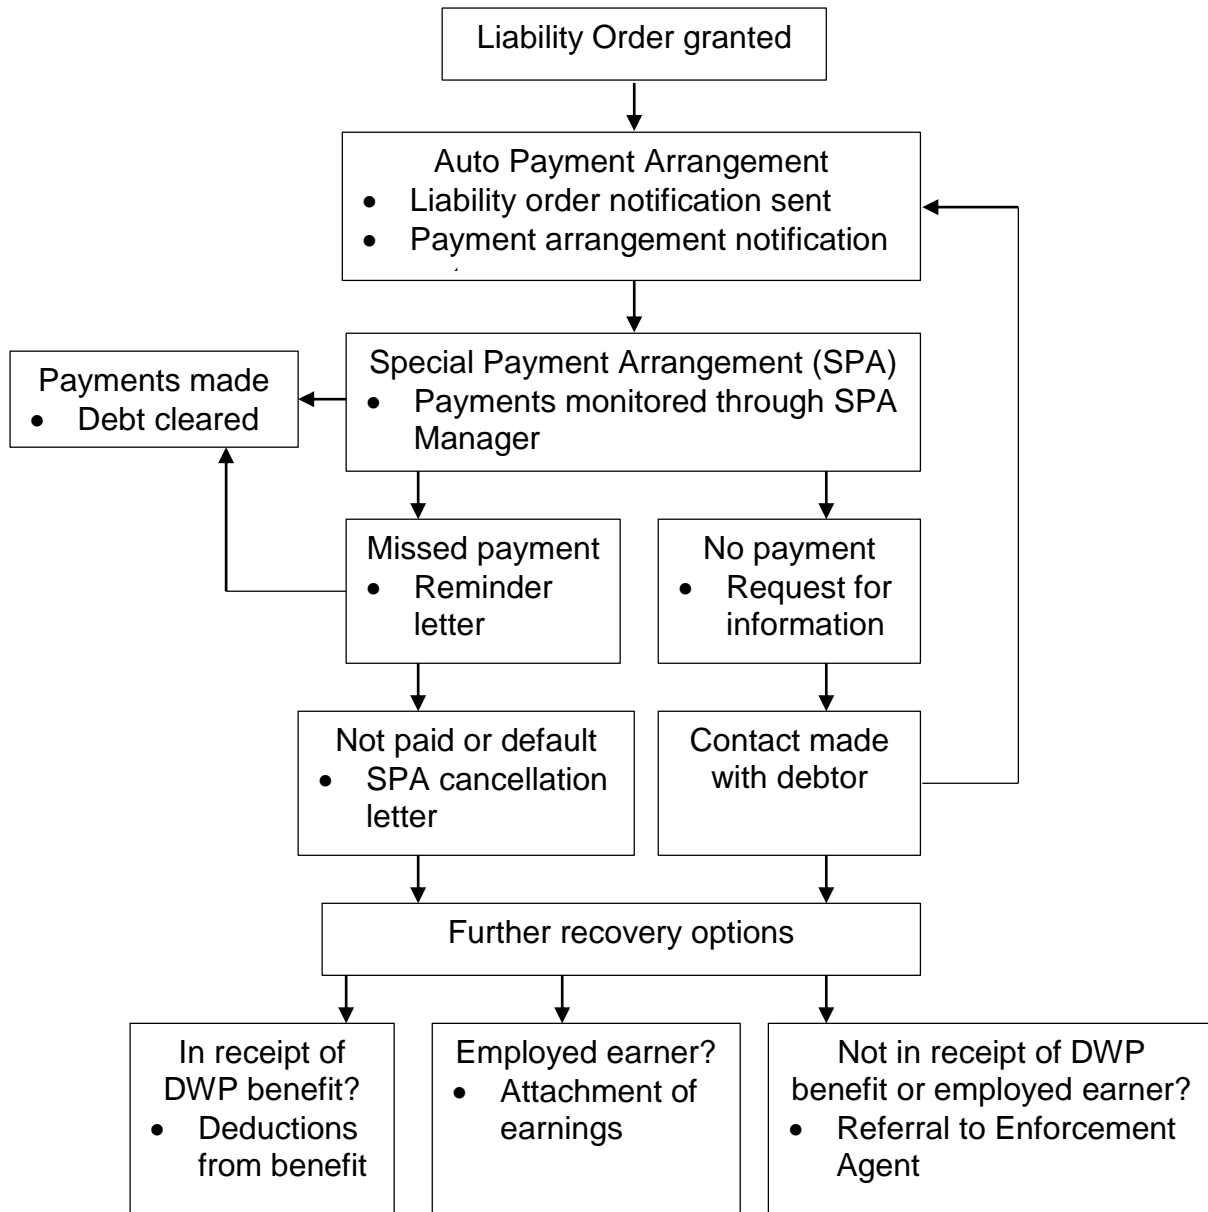 Liability Order granted
Auto Payment Arrangement
• Liability order notification sent
• Payment arrangement notification
Special Payment Arrangement (SPA)
• Payments monitored through SPA
Manager
Payments made
• Debt cleared
Missed payment
• Reminder
letter
No payment
• Request for
information
Not paid or default
• SPA cancellation
letter
Contact made
with debtor
Further recovery options
In receipt of
DWP benefit?
• Deductions
from benefit
Employed earner?
• Attachment of
earnings
Not in receipt of DWP
benefit or employed earner?
• Referral to Enforcement
Agent